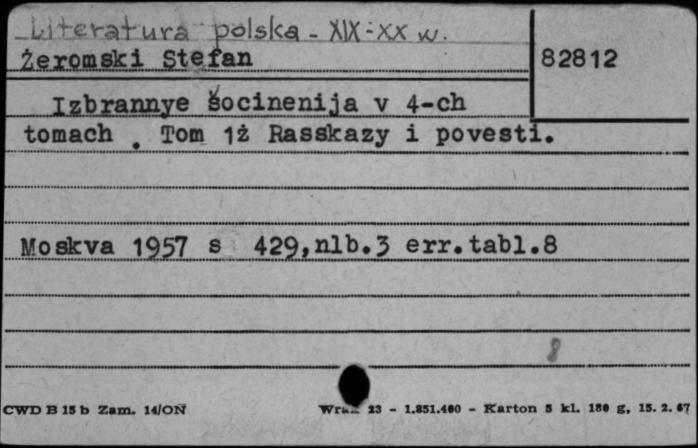 Literatura polska - XIX-XX w.
Żeromski Stefan
82812
Izbrannye šocinenija v 4-ch
tomach . Tom 1ż Rasskazy i povesti.
Moskva 1957 s 429,nlb.3 err.tabl.8
8
CWD B 15 b Zam. 14/ON
23 - 1.851.400 - Karton 5 kl. 180 g, 15. 2. 67